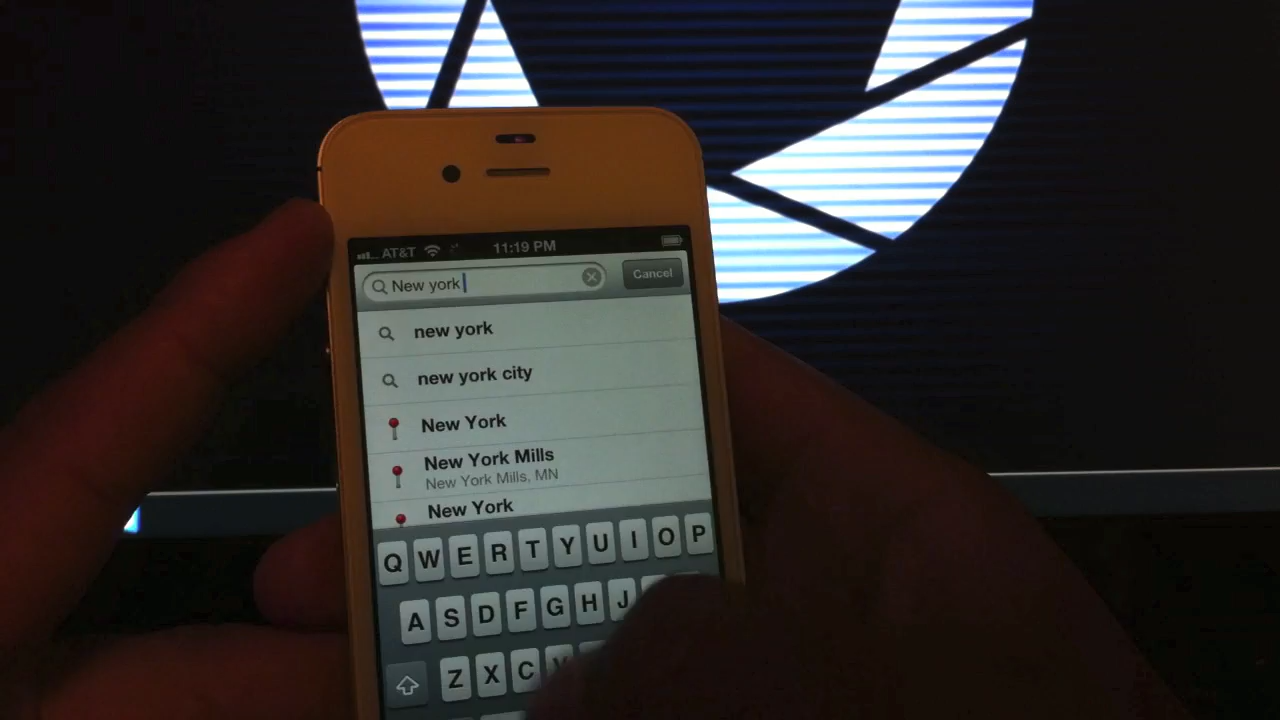 AT&T 11:19 PM
New york Cancel
new york
new york city
New York
New York Mills
New York Mills, MN
New York
Q W E R T Y U I O P
A S D F G H J
Z X C